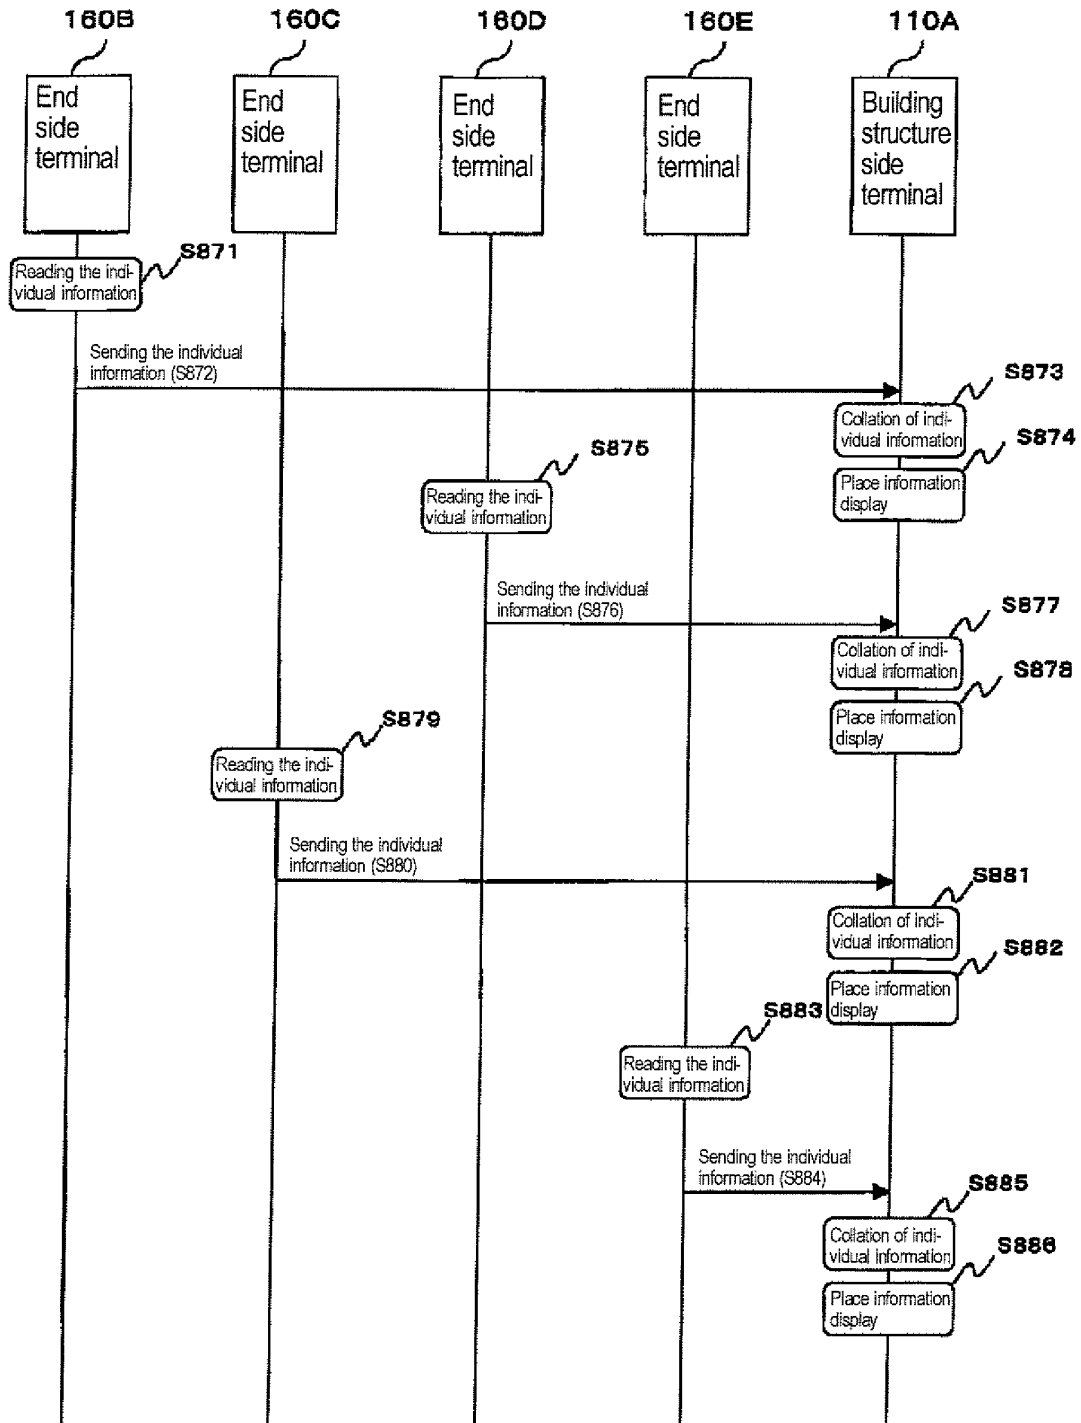 160B
160C
160D
160E
110A
End
side
terminal
End
side
terminal
End
side
terminal
End
side
terminal
Building
structure
side
terminal
S871
Reading the indi-
vidual information
Sending the individual
information (S872)
S873
Collation of indi-
vidual information
S874
Place information
display
S875
Reading the indi-
vidual information
Sending the individual
information (S876)
S877
Collation of indi-
vidual information
S878
Place information
display
S879
Reading the indi-
vidual information
Sending the individual
information (S880)
S881
Collation of indi-
vidual information
S882
Place information
display
S883
Reading the indi-
vidual information
Sending the individual
information (S884)
S885
Collation of indi-
vidual information
S886
Place information
display